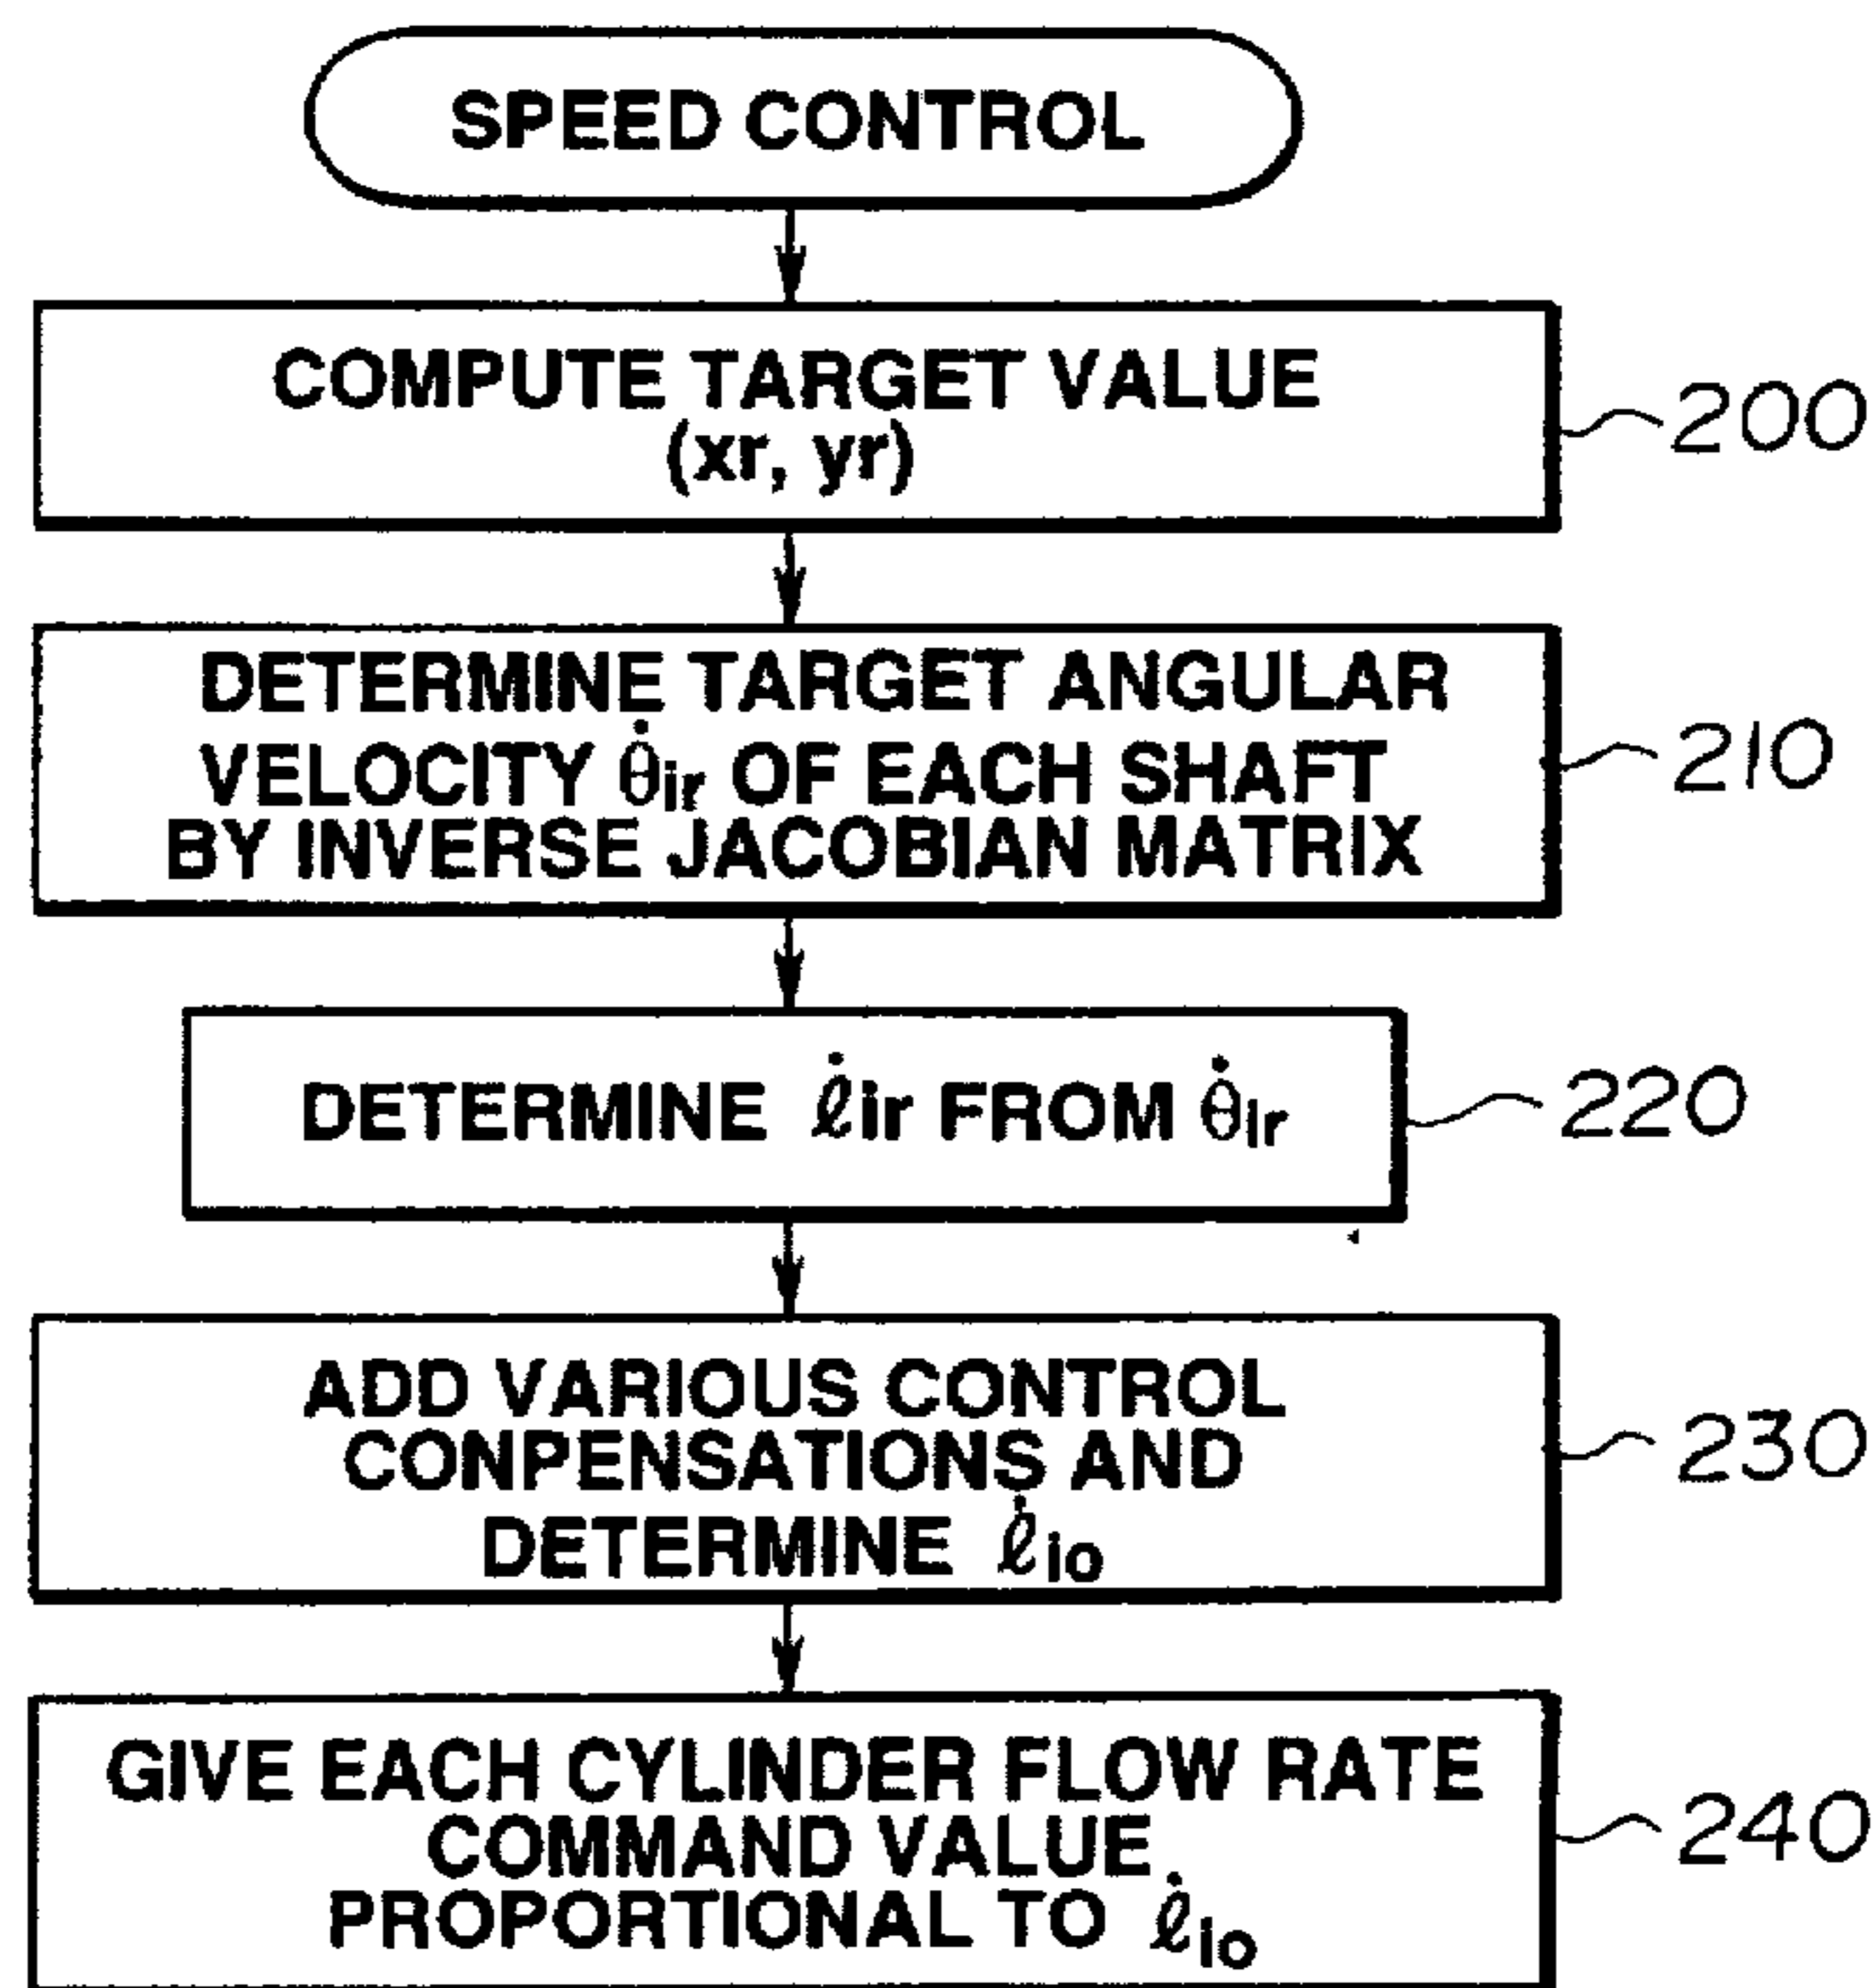 SPEED CONTROL
COMPUTE TARGET VALUE
(xr, yr)
200
DETERMINE TARGET ANGULAR
VELOCITY θ̇ir OF EACH SHAFT
BY INVERSE JACOBIAN MATRIX
210
DETERMINE ℓ̇ir FROM θ̇ir
220
ADD VARIOUS CONTROL
CONPENSATIONS AND
DETERMINE ℓ̇io
230
GIVE EACH CYLINDER FLOW RATE
COMMAND VALUE
PROPORTIONAL TO ℓ̇io
240